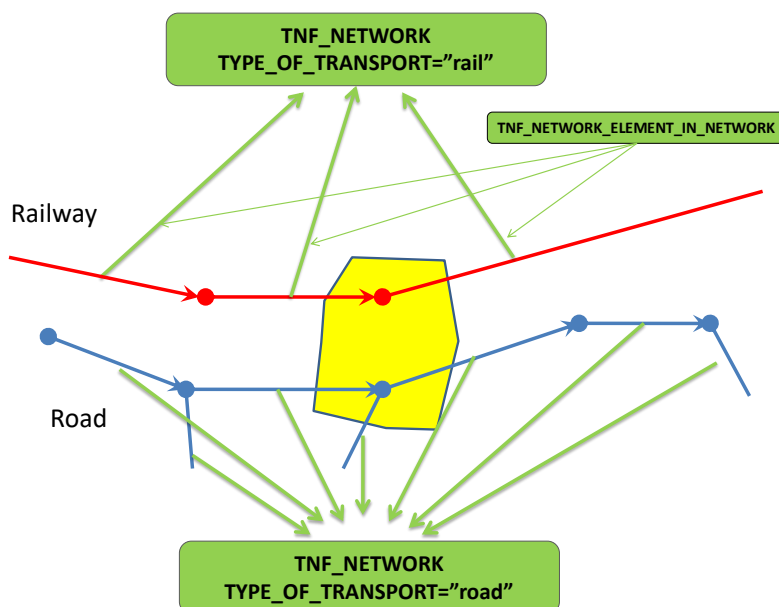 TNF_NETWORK
TYPE_OF_TRANSPORT=”rail”
TNF_NETWORK_ELEMENT_IN_NETWORK
Railway
Road
TNF_NETWORK
TYPE_OF_TRANSPORT=”road”